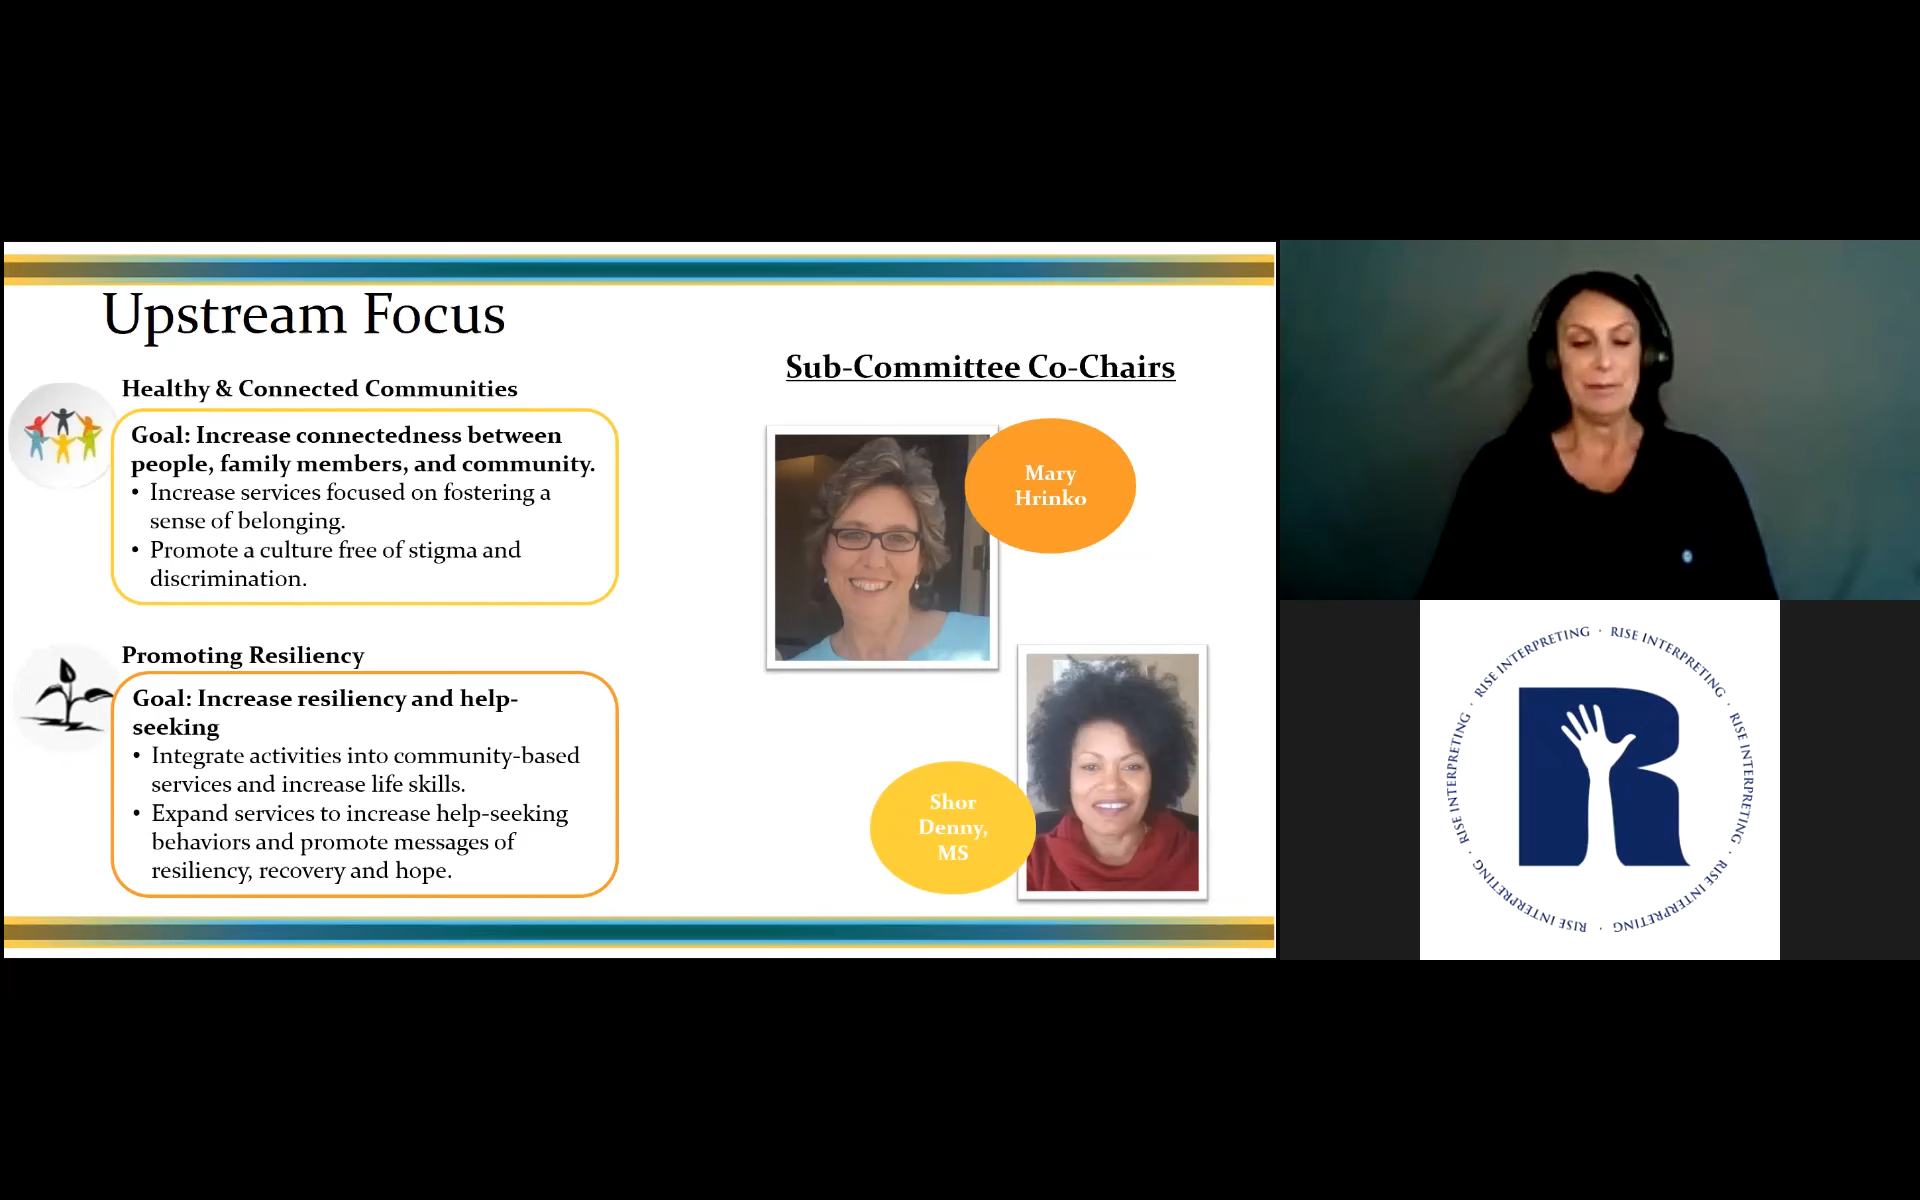 Upstream Focus
Healthy & Connected Communities
Goal: Increase connectedness between
people, family members, and community.
• Increase services focused on fostering a
sense of belonging.
• Promote a culture free of stigma and
discrimination.
Promoting Resiliency
Goal: Increase resiliency and help-
seeking
• Integrate activities into community-based
services and increase life skills.
• Expand services to increase help-seeking
behaviors and promote messages of
resiliency, recovery and hope.
Sub-Committee Co-Chairs
Mary
Hrinko
Shor
Denny,
MS
RISE INTERPRETING · RISE INTERPRETING · RISE INTERPRETING · RISE INTERPRETING · RISE INTERPRETING · RISE INTERPRETING ·
R